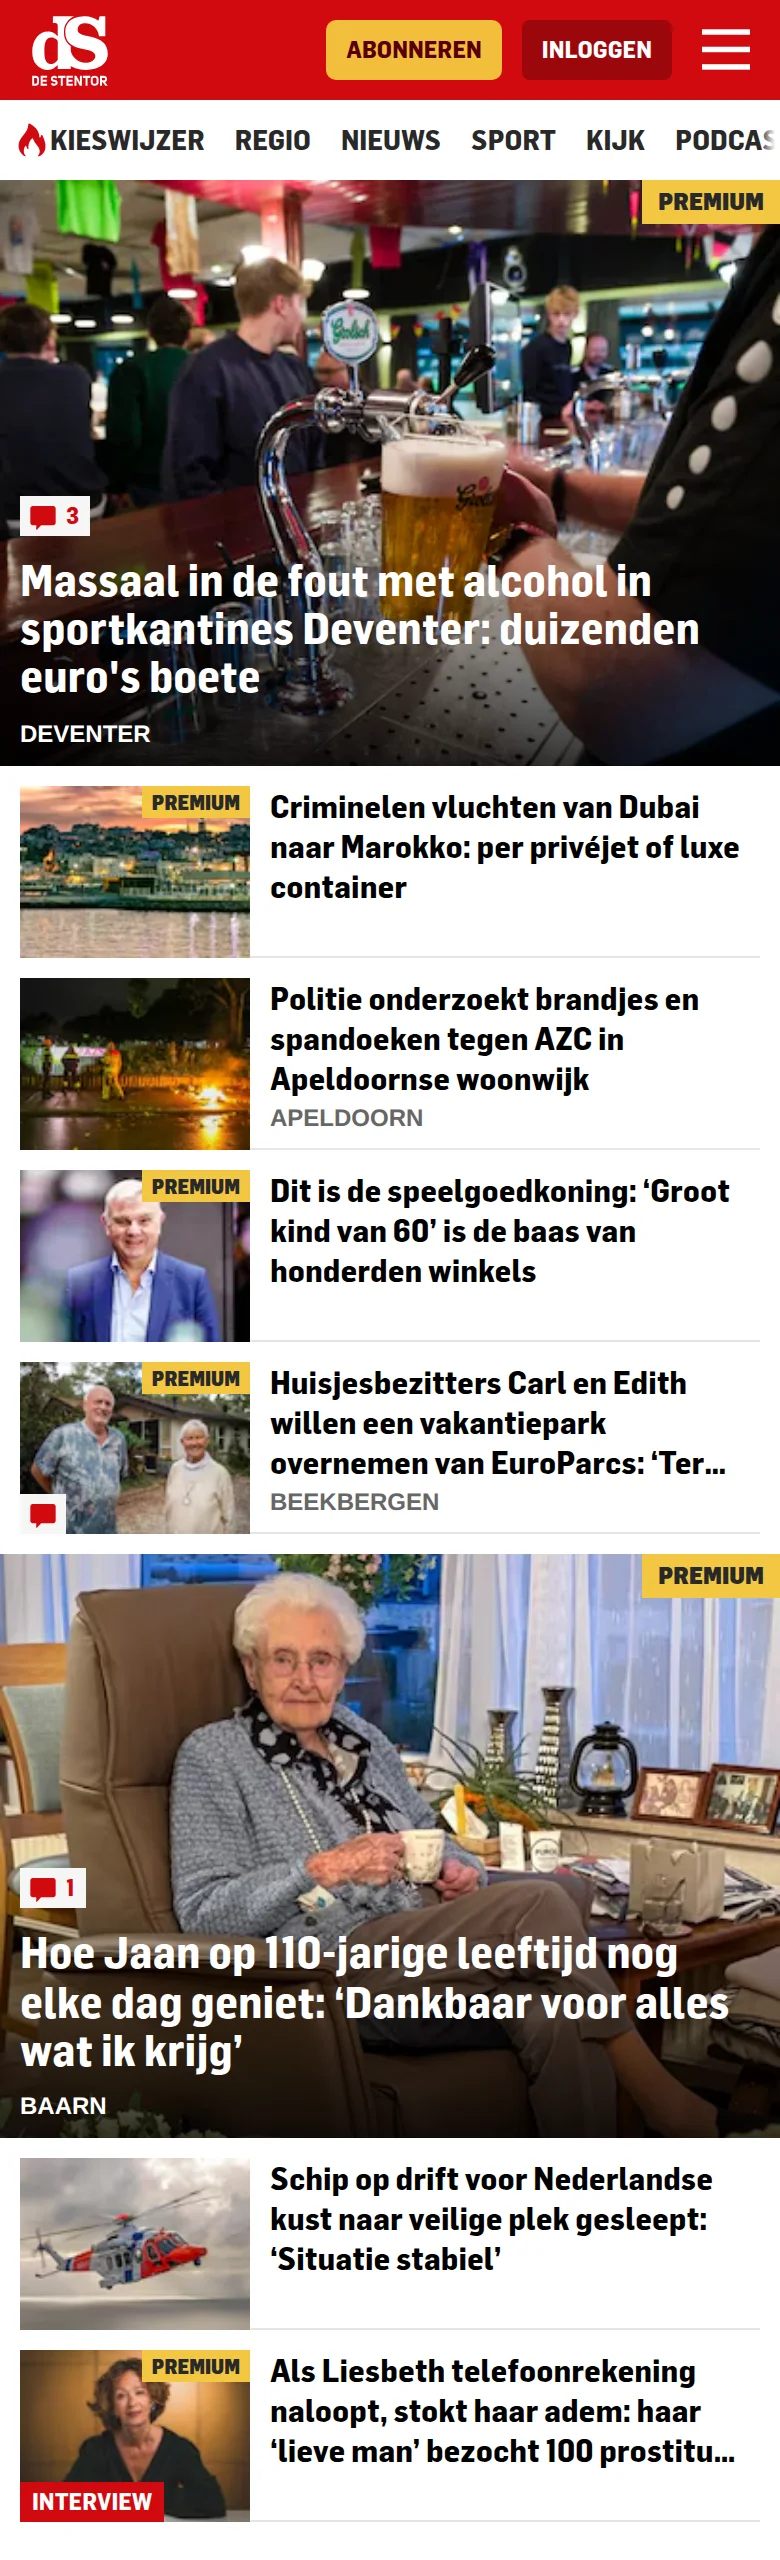 dS
DE STENTOR
ABONNEREN
INLOGGEN
KIESWIJZER REGIO NIEUWS SPORT KIJK PODCAS
PREMIUM
Grolsch
3
Massaal in de fout met alcohol in
sportkantines Deventer: duizenden
euro's boete
DEVENTER
PREMIUM
Criminelen vluchten van Dubai
naar Marokko: per privéjet of luxe
container
Politie onderzoekt brandjes en
spandoeken tegen AZC in
Apeldoornse woonwijk
APELDOORN
PREMIUM
Dit is de speelgoedkoning: ‘Groot
kind van 60’ is de baas van
honderden winkels
PREMIUM
Huisjesbezitters Carl en Edith
willen een vakantiepark
overnemen van EuroParcs: ‘Ter...
BEEKBERGEN
PREMIUM
1
Hoe Jaan op 110-jarige leeftijd nog
elke dag geniet: ‘Dankbaar voor alles
wat ik krijg’
BAARN
Schip op drift voor Nederlandse
kust naar veilige plek gesleept:
‘Situatie stabiel’
PREMIUM
INTERVIEW
Als Liesbeth telefoonrekening
naloopt, stokt haar adem: haar
‘lieve man’ bezocht 100 prostitu...